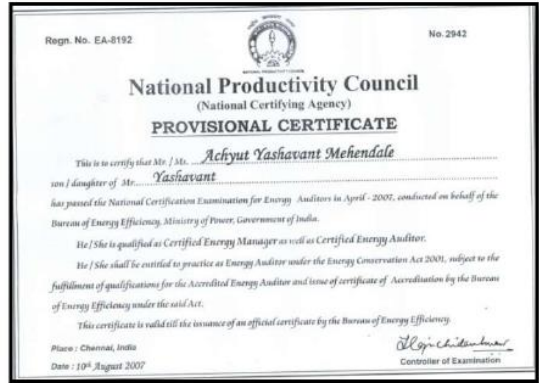 Regn. No. EA-8192
No. 2942
NATIONAL PRODUCTIVITY COUNCIL
National Productivity Council
(National Certifying Agency)
PROVISIONAL CERTIFICATE
This is to certify that Mr. / Ms. Achyut Yashavant Mehendale
son / daughter of Mr. Yashavant
has passed the National Certification Examination for Energy Auditors in April - 2007, conducted on behalf of the
Bureau of Energy Efficiency, Ministry of Power, Government of India.
He / She is qualified as Certified Energy Manager as well as Certified Energy Auditor.
He / She shall be entitled to practice as Energy Auditor under the Energy Conservation Act 2001, subject to the
fulfillment of qualifications for the Accredited Energy Auditor and issue of certificate of Accreditation by the Bureau
of Energy Efficiency under the said Act.
This certificate is valid till the issuance of an official certificate by the Bureau of Energy Efficiency.
Place : Chennai, India
Controller of Examination
Date : 10th August 2007